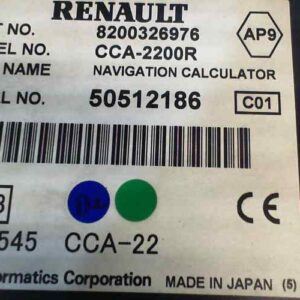 RENAULT
T NO. 8200326976 AP9
EL NO. CCA-2200R
NAME NAVIGATION CALCULATOR
L NO. 50512186 C01
545 CCA-22 CE
ormatics Corporation MADE IN JAPAN (5)